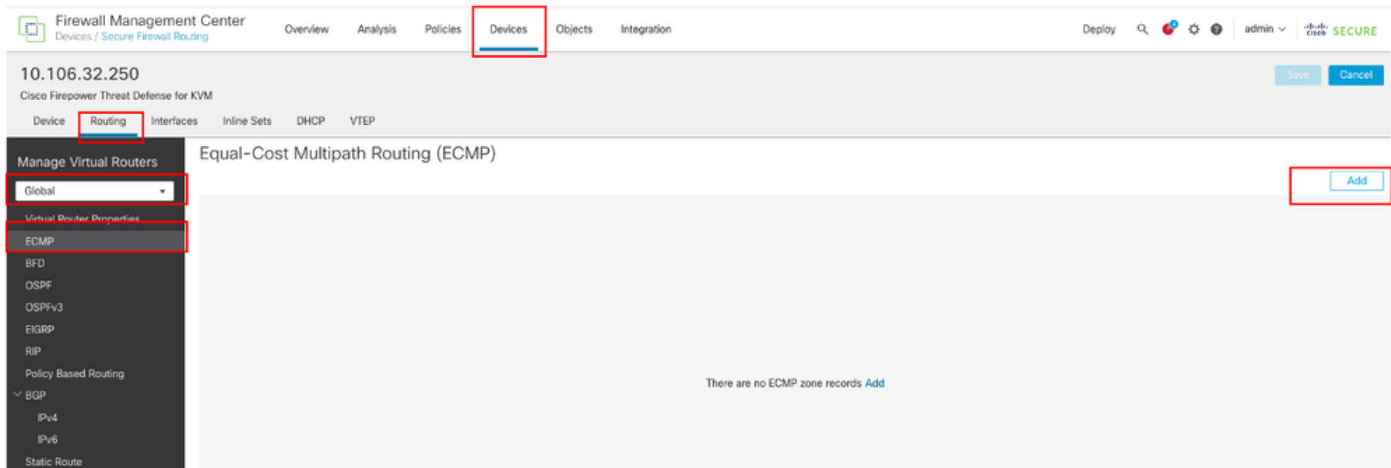 Firewall Management Center
Devices / Secure Firewall Routing
Overview Analysis Policies Devices Objects Integration Deploy admin cisco SECURE
10.106.32.250
Save Cancel
Cisco Firepower Threat Defense for KVM
Device Routing Interfaces Inline Sets DHCP VTEP
Manage Virtual Routers
Equal-Cost Multipath Routing (ECMP)
Global
Add
Virtual Router Properties
ECMP
BFD
OSPF
OSPFv3
EIGRP
RIP
Policy Based Routing
There are no ECMP zone records Add
BGP
IPv4
IPv6
Static Route